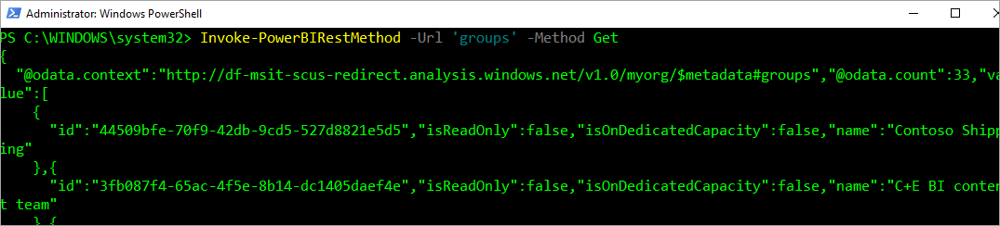 Administrator: Windows PowerShell
PS C:\WINDOWS\system32> Invoke-PowerBIRestMethod -Url 'groups' -Method Get
{
"@odata.context":"http://df-msit-scus-redirect.analysis.windows.net/v1.0/myorg/$metadata#groups","@odata.count":33,"va
lue":[
{
"id":"44509bfe-70f9-42db-9cd5-527d8821e5d5","isReadOnly":false,"isOnDedicatedCapacity":false,"name":"Contoso Shipp
ing"
},{
"id":"3fb087f4-65ac-4f5e-8b14-dc1405daef4e","isReadOnly":false,"isOnDedicatedCapacity":false,"name":"C+E BI conten
t team"
},{